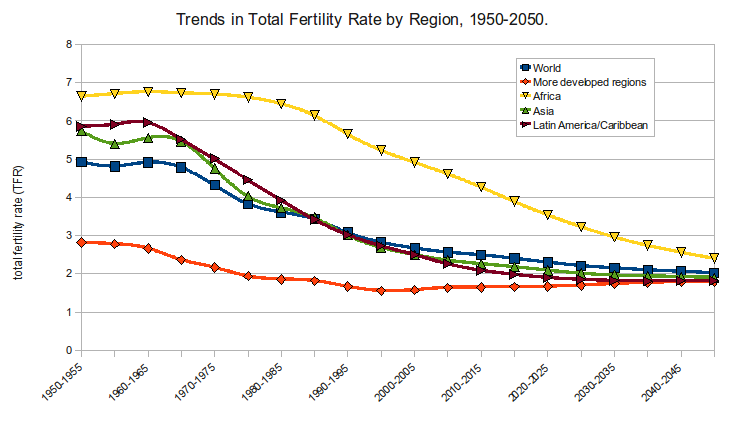 Trends in Total Fertility Rate by Region, 1950-2050.
8
7
6
5
4
3
2
1
0
total fertility rate (TFR)
World
More developed regions
Africa
Asia
Latin America/Caribbean
1950-1955
1960-1965
1970-1975
1980-1985
1990-1995
2000-2005
2010-2015
2020-2025
2030-2035
2040-2045